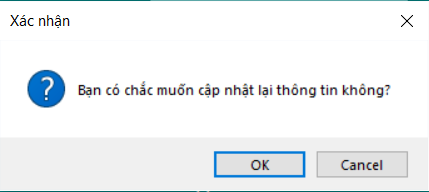 Xác nhận
Bạn có chắc muốn cập nhật lại thông tin không?
OK
Cancel